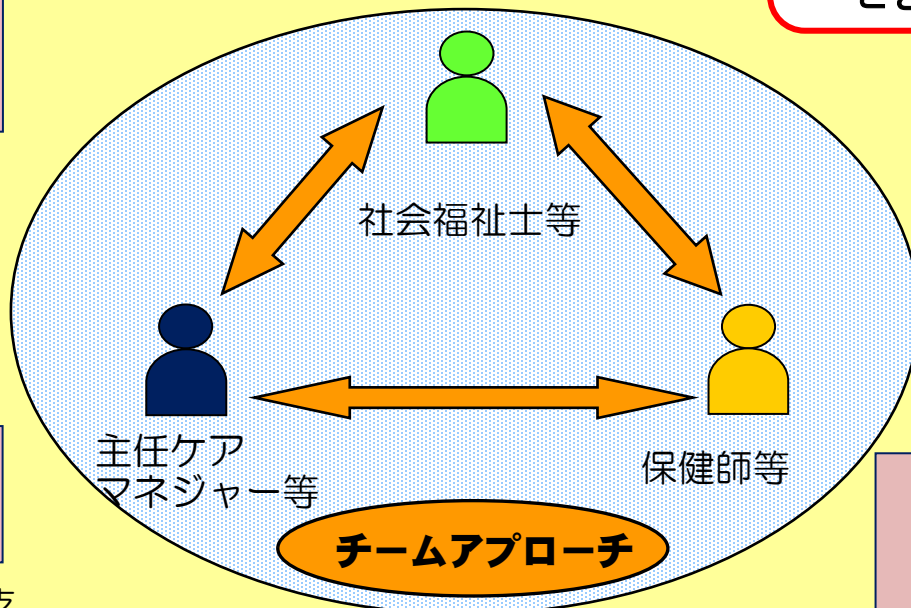 社会福祉士等
主任ケア
マネジャー等
保健師等
チームアプローチ